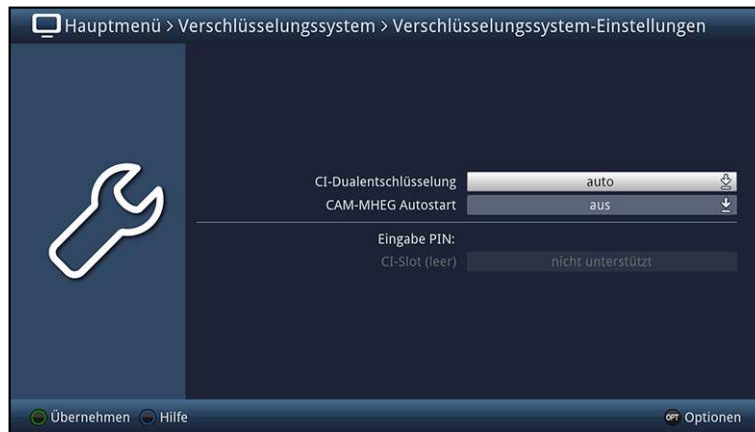 Hauptmenü > Verschlüsselungssystem > Verschlüsselungssystem-Einstellungen
CI-Dualentschlüsselung auto
CAM-MHEG Autostart aus
Eingabe PIN:
CI-Slot (leer) nicht unterstützt
Übernehmen Hilfe OPT Optionen